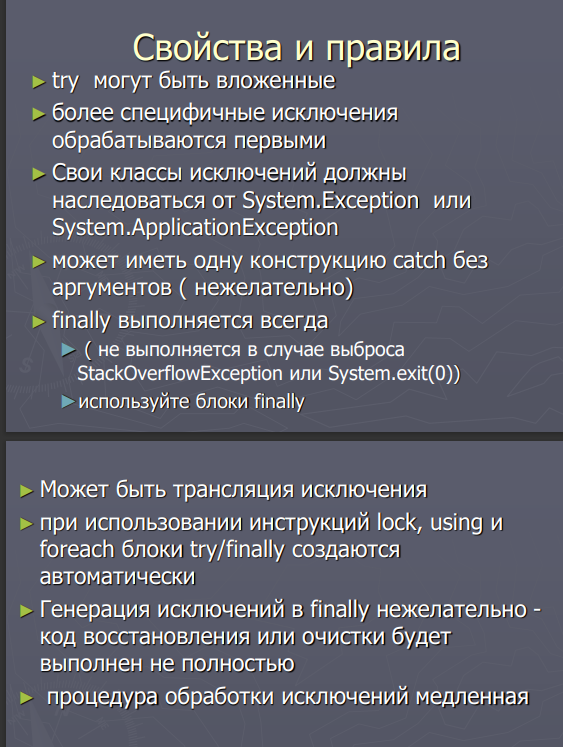 Свойства и правила
try могут быть вложенные
более специфичные исключения
обрабатываются первыми
Свои классы исключений должны
наследоваться от System.Exception или
System.ApplicationException
может иметь одну конструкцию catch без
аргументов ( нежелательно)
finally выполняется всегда
( не выполняется в случае выброса
StackOverflowException или System.exit(0))
используйте блоки finally
Может быть трансляция исключения
при использовании инструкций lock, using и
foreach блоки try/finally создаются
автоматически
Генерация исключений в finally нежелательно -
код восстановления или очистки будет
выполнен не полностью
процедура обработки исключений медленная